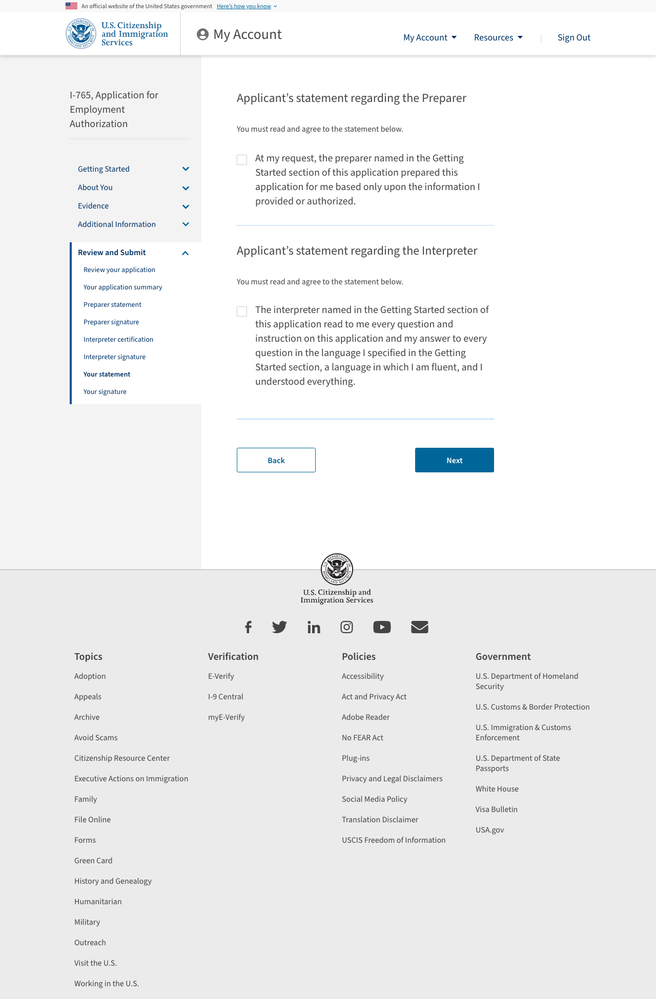 An official website of the United States government Here's how you know
U.S. Citizenship
and Immigration
Services
My Account
My Account
Resources
Sign Out
I-765, Application for
Employment
Authorization
Getting Started
About You
Evidence
Additional Information
Review and Submit
Review your application
Your application summary
Preparer statement
Preparer signature
Interpreter certification
Interpreter signature
Your statement
Your signature
Applicant’s statement regarding the Preparer
You must read and agree to the statement below.
At my request, the preparer named in the Getting
Started section of this application prepared this
application for me based only upon the information I
provided or authorized.
Applicant’s statement regarding the Interpreter
You must read and agree to the statement below.
The interpreter named in the Getting Started section of
this application read to me every question and
instruction on this application and my answer to every
question in the language I specified in the Getting
Started section, a language in which I am fluent, and I
understood everything.
Back
Next
U.S. DEPARTMENT OF HOMELAND SECURITY
U.S. Citizenship and
Immigration Services
Topics
Adoption
Appeals
Archive
Avoid Scams
Citizenship Resource Center
Executive Actions on Immigration
Family
File Online
Forms
Green Card
History and Genealogy
Humanitarian
Military
Outreach
Visit the U.S.
Working in the U.S.
Verification
E-Verify
I-9 Central
myE-Verify
Policies
Accessibility
Act and Privacy Act
Adobe Reader
No FEAR Act
Plug-ins
Privacy and Legal Disclaimers
Social Media Policy
Translation Disclaimer
USCIS Freedom of Information
Government
U.S. Department of Homeland
Security
U.S. Customs & Border Protection
U.S. Immigration & Customs
Enforcement
U.S. Department of State
Passports
White House
Visa Bulletin
USA.gov